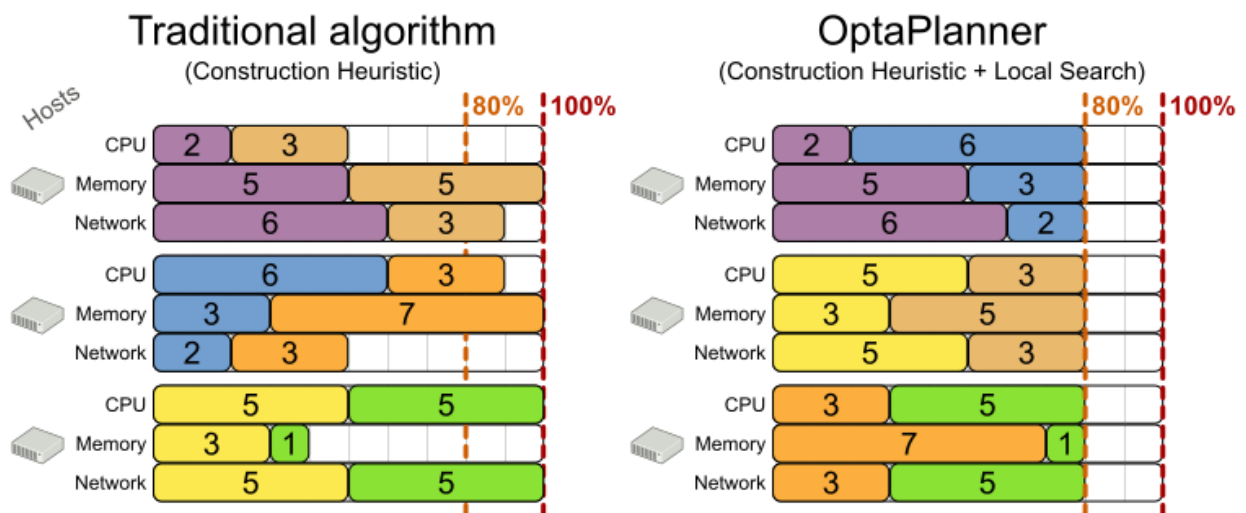 Traditional algorithm
(Construction Heuristic)
Hosts
80% 100%
CPU 2 3
Memory 5 5
Network 6 3
CPU 6 3
Memory 3 7
Network 2 3
CPU 5 5
Memory 3 1
Network 5 5
OptaPlanner
(Construction Heuristic + Local Search)
80% 100%
CPU 2 6
Memory 5 3
Network 6 2
CPU 5 3
Memory 3 5
Network 5 3
CPU 3 5
Memory 7 1
Network 3 5